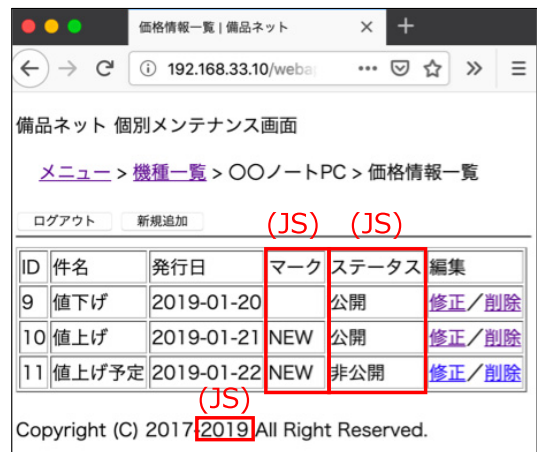 価格情報一覧 | 備品ネット
192.168.33.10/weba
備品ネット 個別メンテナンス画面
メニュー > 機種一覧 > 〇〇ノートPC > 価格情報一覧
ログアウト 新規追加
(JS) (JS)
ID 件名 発行日 マーク ステータス 編集
9 値下げ 2019-01-20 公開 修正／削除
10 値上げ 2019-01-21 NEW 公開 修正／削除
11 値上げ予定 2019-01-22 NEW 非公開 修正／削除
(JS)
Copyright (C) 2017-2019 All Right Reserved.